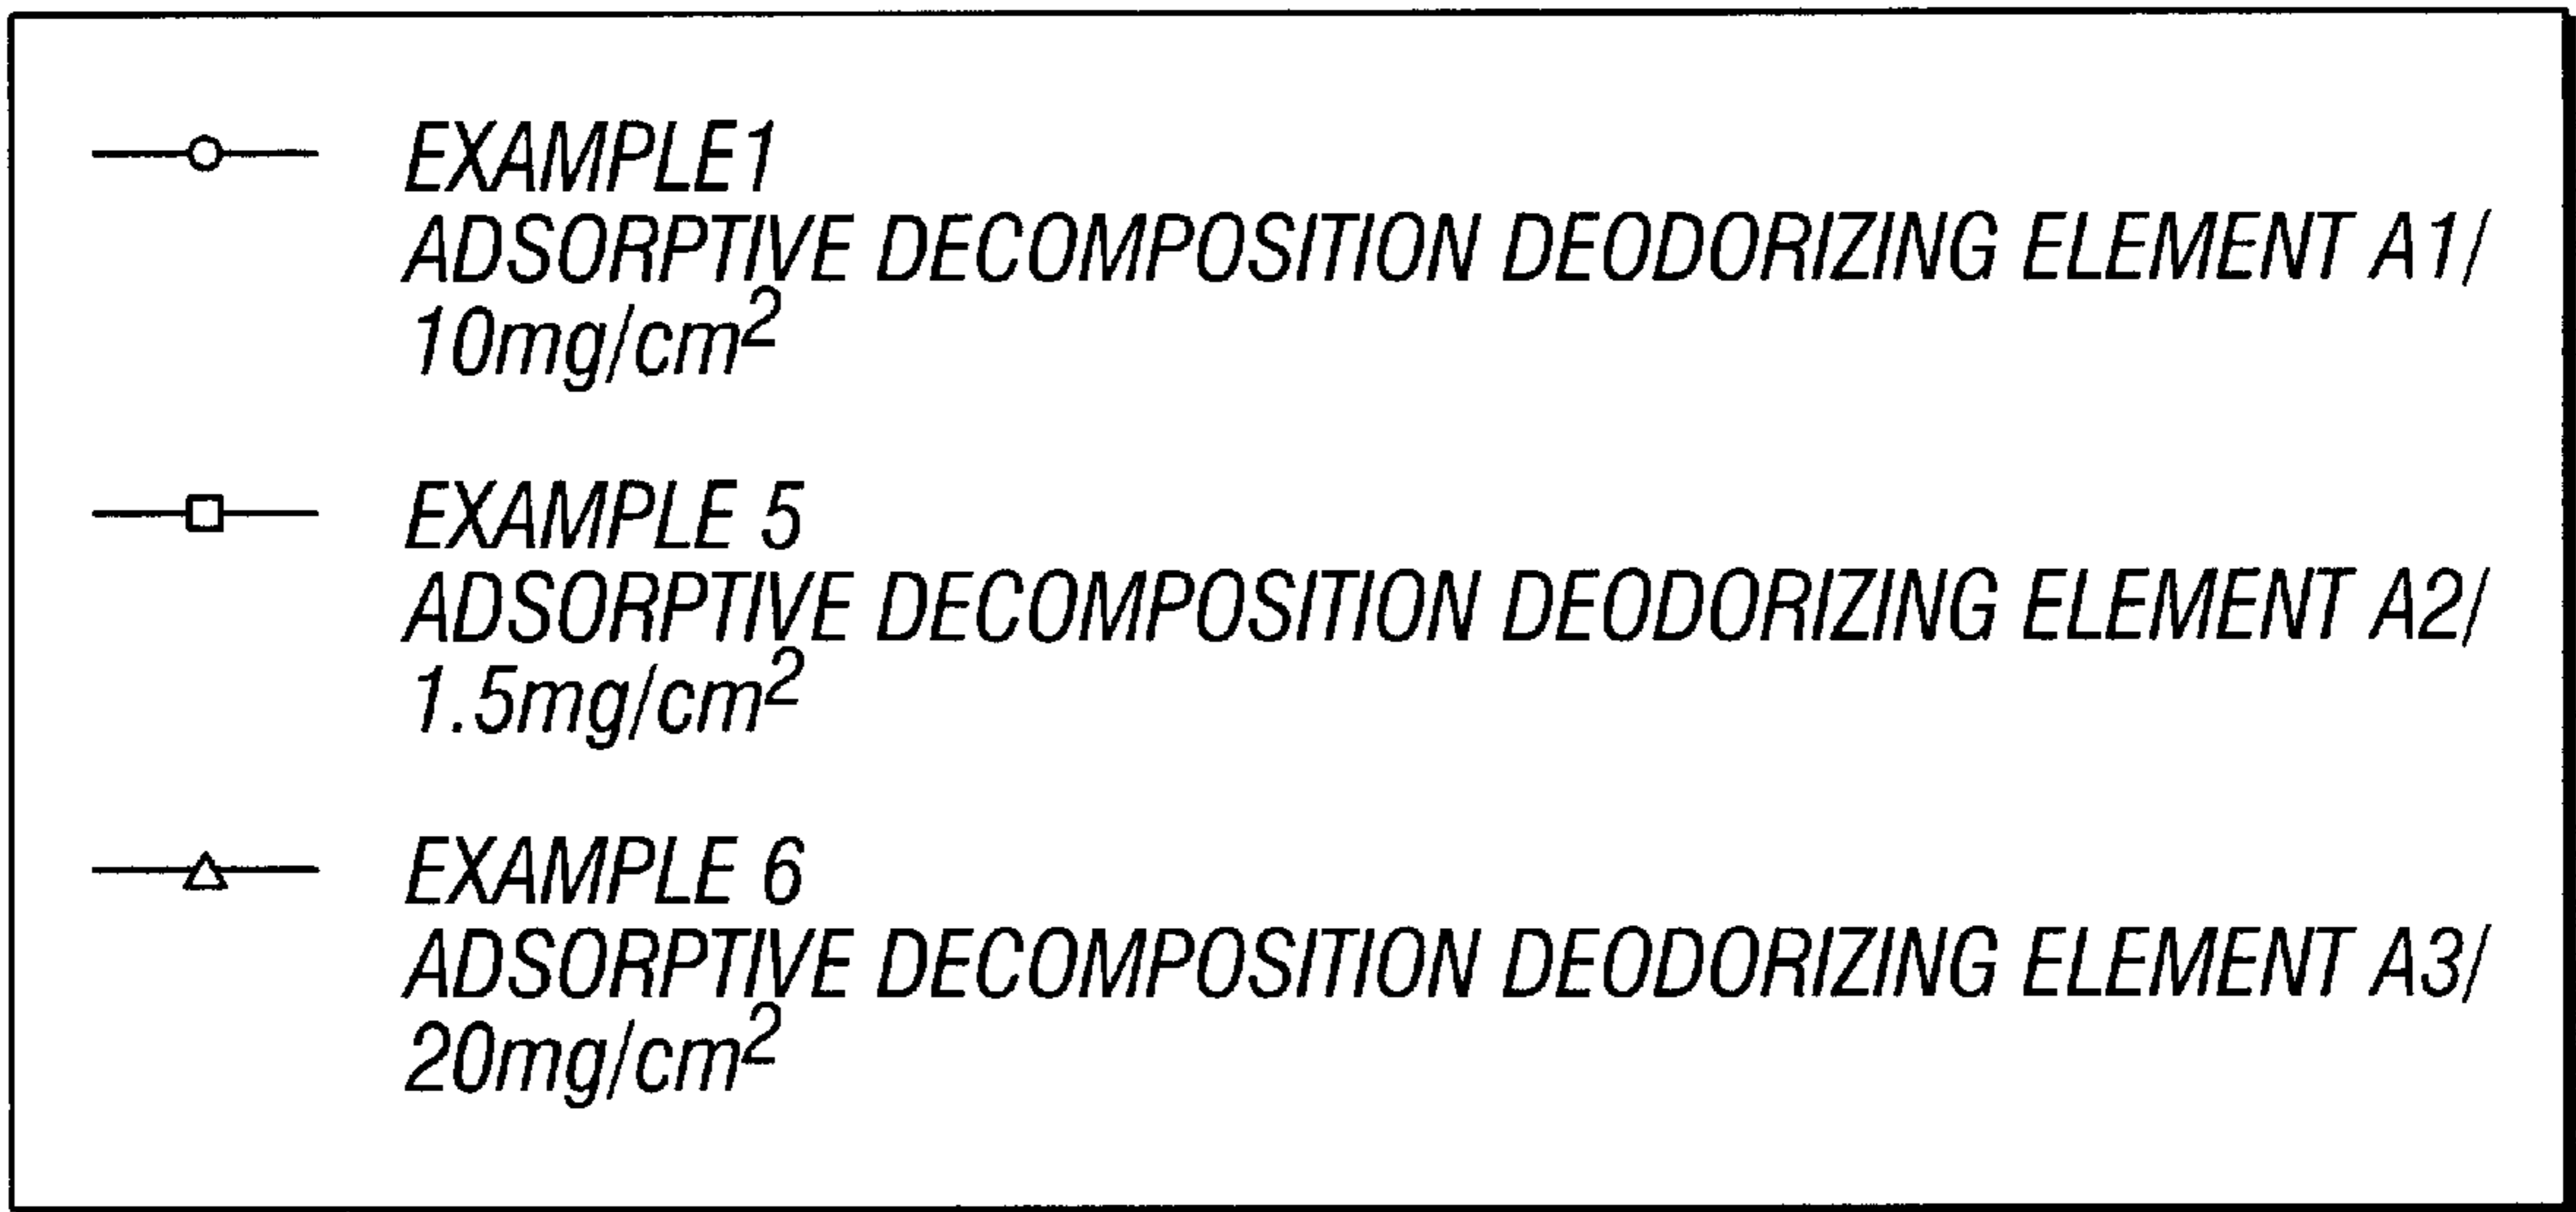 EXAMPLE1
ADSORPTIVE DECOMPOSITION DEODORIZING ELEMENT A1/
10mg/cm²
EXAMPLE 5
ADSORPTIVE DECOMPOSITION DEODORIZING ELEMENT A2/
1.5mg/cm²
EXAMPLE 6
ADSORPTIVE DECOMPOSITION DEODORIZING ELEMENT A3/
20mg/cm²